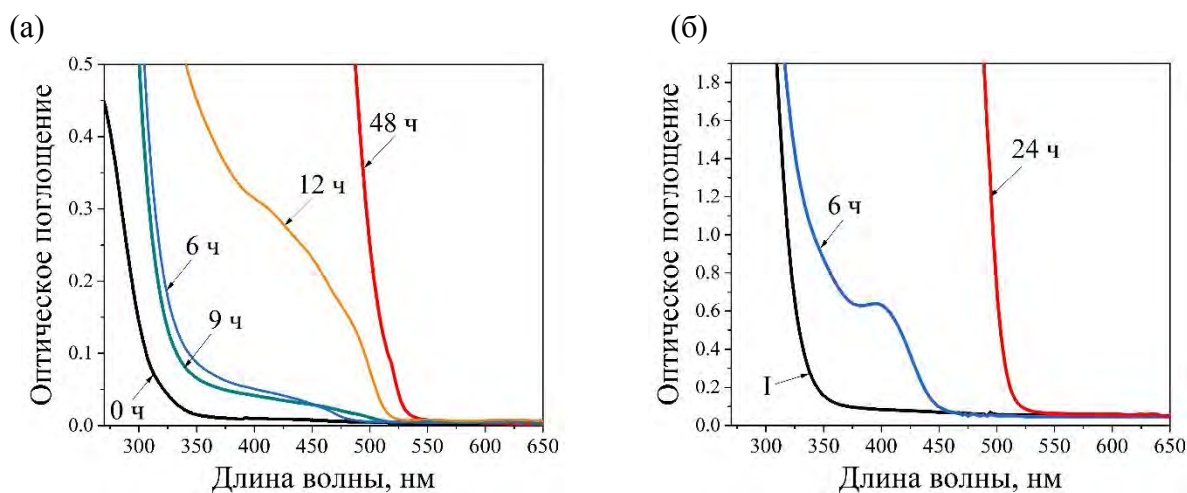 (а)
Оптическое поглощение
0.5
0.4
0.3
0.2
0.1
0.0
48 ч
12 ч
6 ч
9 ч
0 ч
300 350 400 450 500 550 600 650
Длина волны, нм
(б)
Оптическое поглощение
1.8
1.6
1.4
1.2
1.0
0.8
0.6
0.4
0.2
0.0
24 ч
6 ч
I
300 350 400 450 500 550 600 650
Длина волны, нм